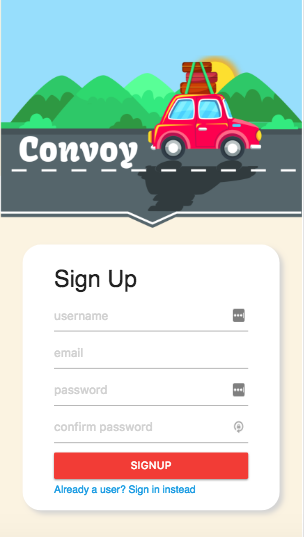 Convoy
Sign Up
username
email
password
confirm password
SIGNUP
Already a user? Sign in instead